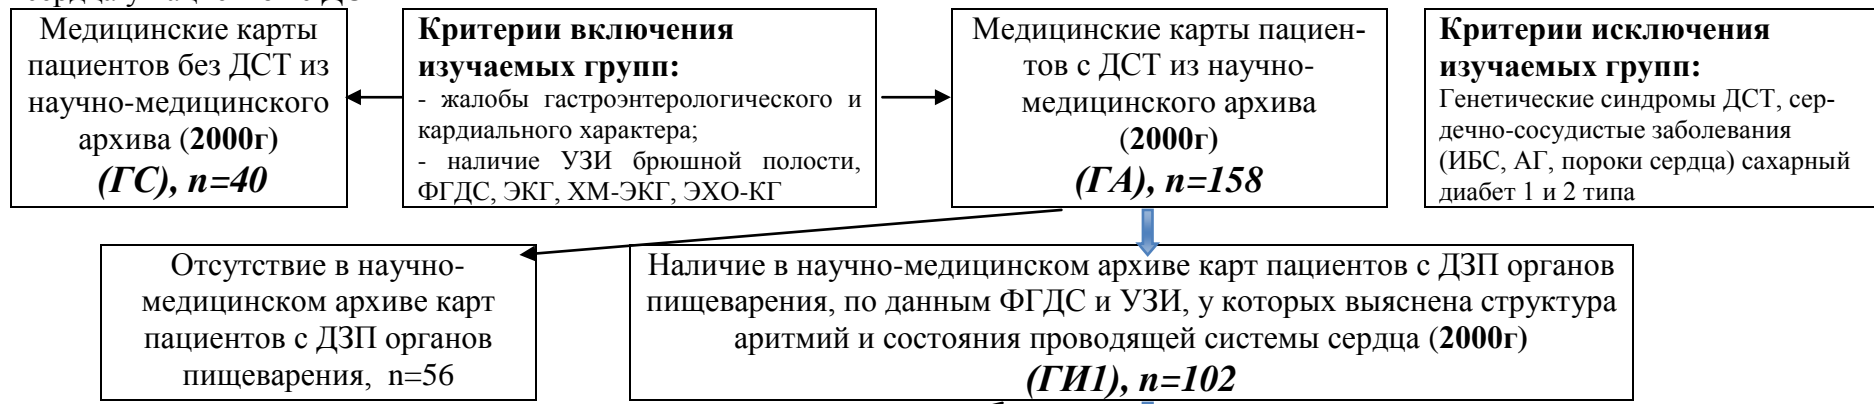 Медицинские карты
пациентов без ДСТ из
научно-медицинского
архива (2000г)
(ГС), n=40
Критерии включения
изучаемых групп:
- жалобы гастроэнтерологического и
кардиального характера;
- наличие УЗИ брюшной полости,
ФГДС, ЭКГ, ХМ-ЭКГ, ЭХО-КГ
Медицинские карты пациен-
тов с ДСТ из научно-
медицинского архива
(2000г)
(ГА), n=158
Критерии исключения
изучаемых групп:
Генетические синдромы ДСТ, сер-
дечно-сосудистые заболевания
(ИБС, АГ, пороки сердца) сахарный
диабет 1 и 2 типа
Отсутствие в научно-
медицинском архиве карт
пациентов с ДЗП органов
пищеварения, n=56
Наличие в научно-медицинском архиве карт пациентов с ДЗП органов
пищеварения, по данным ФГДС и УЗИ, у которых выяснена структура
аритмий и состояния проводящей системы сердца (2000г)
(ГИ1), n=102